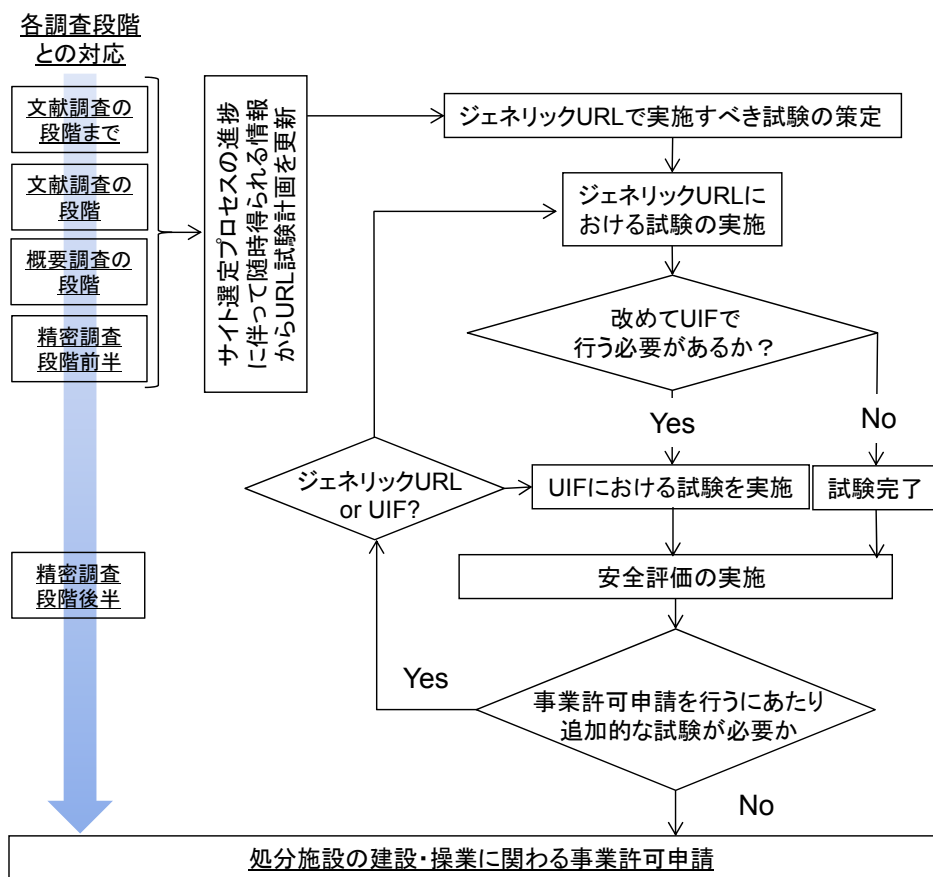 各調査段階
との対応
文献調査の
段階まで
文献調査の
段階
概要調査の
段階
精密調査
段階前半
精密調査
段階後半
サイト選定プロセスの進捗
に伴って随時得られる情報
からURL試験計画を更新
ジェネリックURLで実施すべき試験の策定
ジェネリックURLに
おける試験の実施
改めてUIFで
行う必要があるか？
Yes
No
ジェネリックURL
or UIF?
UIFにおける試験を実施
試験完了
安全評価の実施
Yes
事業許可申請を行うにあたり
追加的な試験が必要か
No
処分施設の建設・操業に関わる事業許可申請